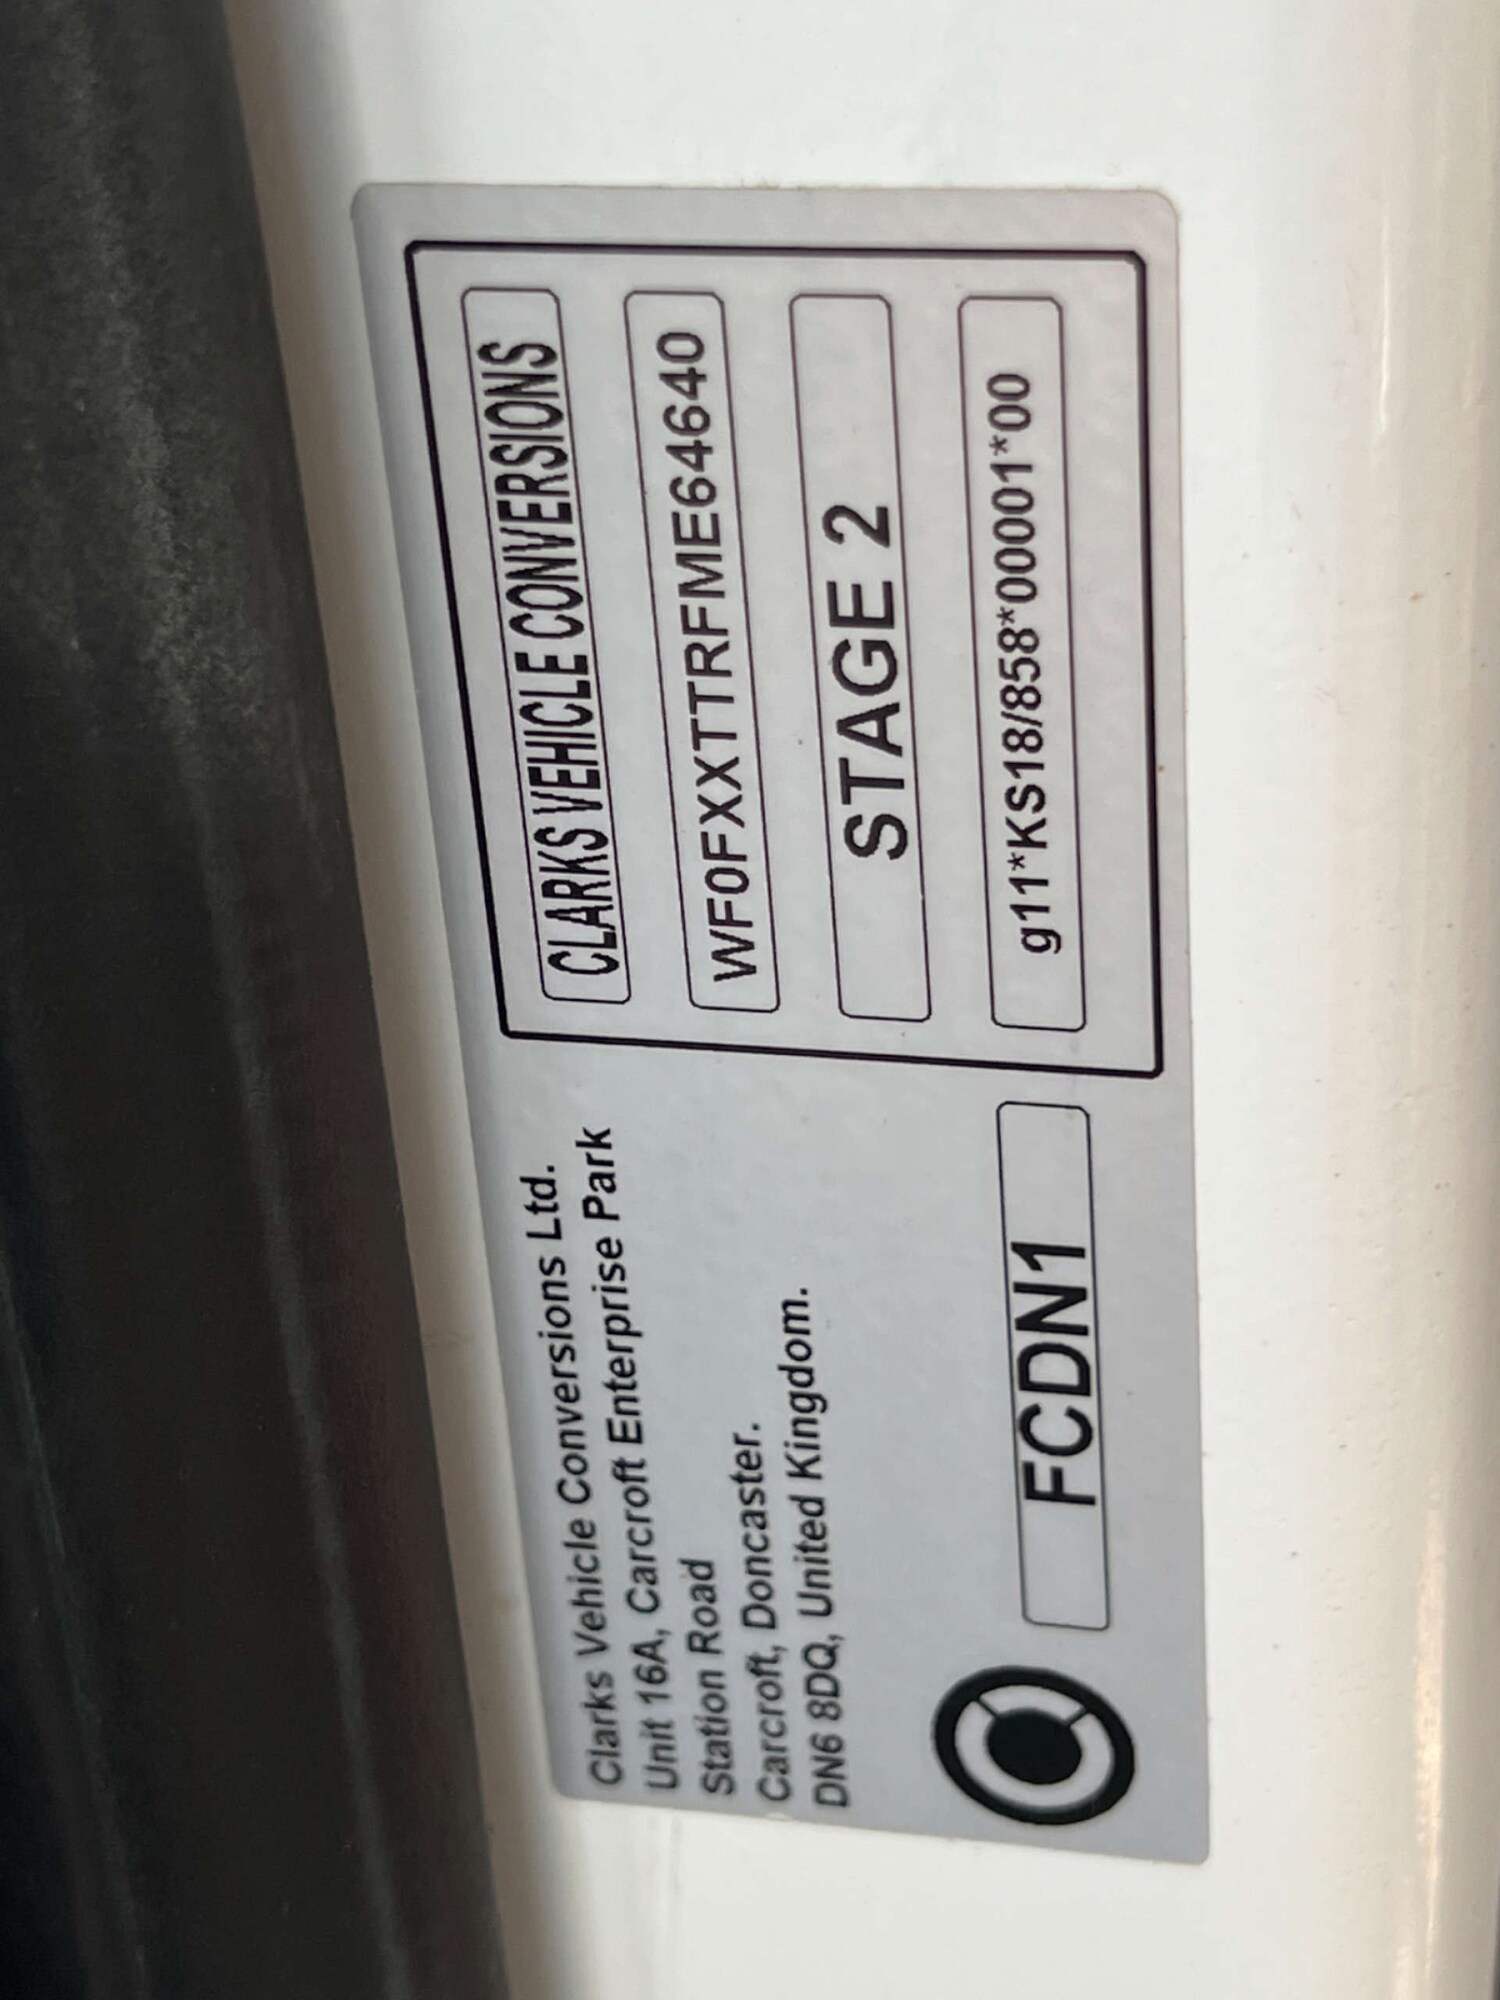 Clarks Vehicle Conversions Ltd.
Unit 16A, Carcroft Enterprise Park
Station Road
Carcroft, Doncaster.
DN6 8DQ, United Kingdom.
FCDN1
CLARKS VEHICLE CONVERSIONS
WF0FXXTTRFME64640
STAGE 2
g11*KS18/858*00001*00